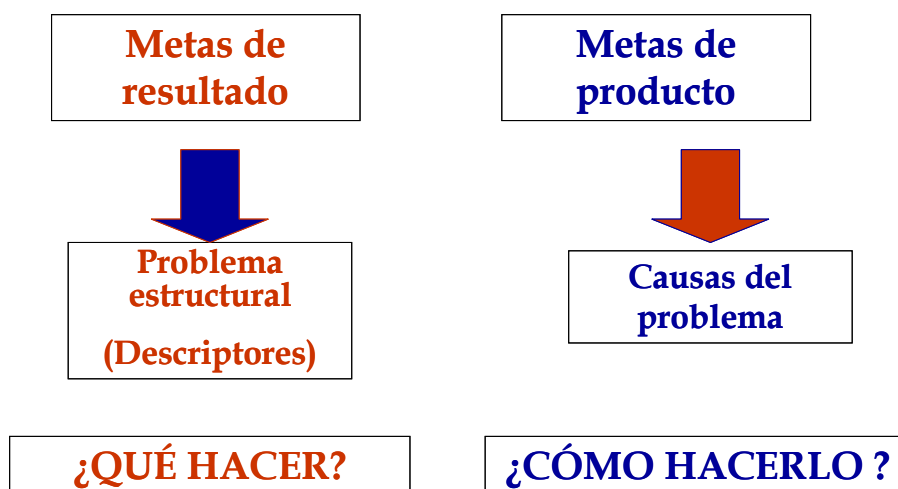 Metas de
resultado
Metas de
producto
Problema
estructural
(Descriptores)
Causas del
problema
¿QUÉ HACER?
¿CÓMO HACERLO ?